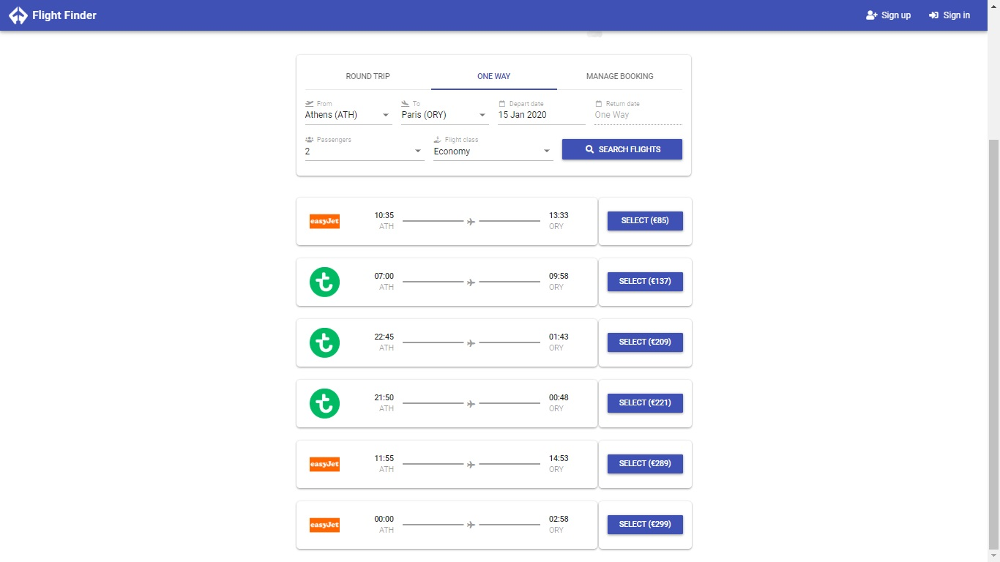 Flight Finder
Sign up
Sign in
ROUND TRIP
ONE WAY
MANAGE BOOKING
From
To
Depart date
Return date
Athens (ATH)
Paris (ORY)
15 Jan 2020
One Way
Passengers
Flight class
2
Economy
SEARCH FLIGHTS
easyJet
10:35
ATH
13:33
ORY
SELECT (€85)
07:00
ATH
09:58
ORY
SELECT (€137)
22:45
ATH
01:43
ORY
SELECT (€209)
21:50
ATH
00:48
ORY
SELECT (€221)
easyJet
11:55
ATH
14:53
ORY
SELECT (€289)
easyJet
00:00
ATH
02:58
ORY
SELECT (€299)